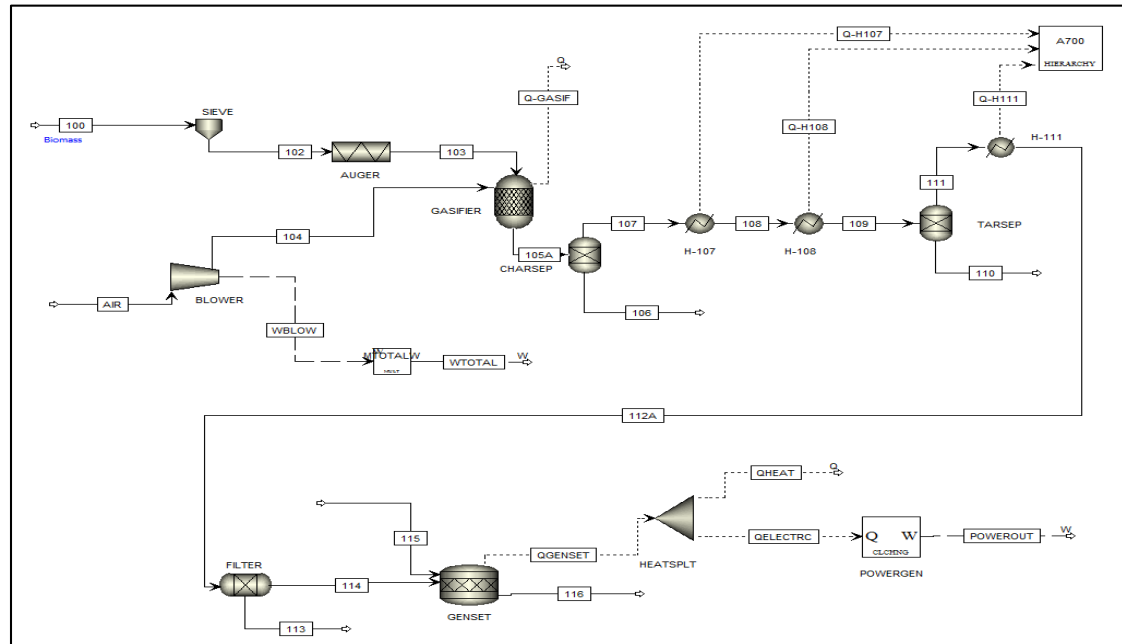 Q-H107
A700
HIERARCHY
Q
Q-GASIF
Q-H108
Q-H111
SIEVE
100
Biomass
102
103
AUGER
GASIFIER
H-111
111
104
107
108
109
H-107
H-108
TARSEP
105A
CHARSEP
110
AIR
BLOWER
106
WBLOW
W
MTOTALW
MULT
WTOTAL
W
112A
QHEAT
Q
115
QGENSET
QELECTRC
Q W
CLCHNG
POWEROUT
W
HEATSPLT
POWERGEN
FILTER
114
116
GENSET
113